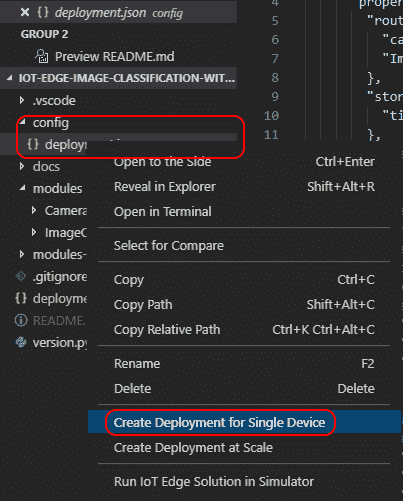 {} deployment.json config
GROUP 2
Preview README.md
IOT-EDGE-IMAGE-CLASSIFICATION-WIT...
.vscode
config
{} deploy
docs
modules
Camera
ImageC
modules-
.gitignore
{} deployme
README.
version.py
4
5 "rout
6 "ca
7 "Im
8 },
9 "stor
10 "ti
11 },
Open to the Side Ctrl+Enter
Reveal in Explorer Shift+Alt+R
Open in Terminal
Select for Compare
Copy Ctrl+C
Copy Path Shift+Alt+C
Copy Relative Path Ctrl+K Ctrl+Alt+C
Rename F2
Delete Delete
Create Deployment for Single Device
Create Deployment at Scale
Run IoT Edge Solution in Simulator